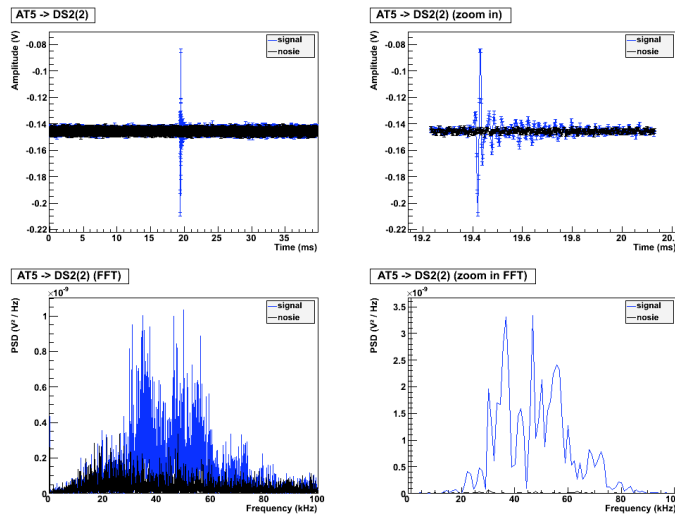 AT5 -> DS2(2)
Amplitude (V)
signal
nosie
-0.08
-0.1
-0.12
-0.14
-0.16
-0.18
-0.2
-0.22
0 5 10 15 20 25 30 35
Time (ms)
AT5 -> DS2(2) (zoom in)
Amplitude (V)
signal
nosie
-0.08
-0.1
-0.12
-0.14
-0.16
-0.18
-0.2
-0.22
19.2 19.4 19.6 19.8 20 20.
Time (ms)
AT5 -> DS2(2) (FFT)
×10⁻⁹
PSD (V² / Hz)
signal
nosie
1
0.8
0.6
0.4
0.2
0
0 20 40 60 80 100
Frequency (kHz)
AT5 -> DS2(2) (zoom in FFT)
×10⁻⁹
PSD (V² / Hz)
signal
nosie
3.5
3
2.5
2
1.5
1
0.5
0
20 40 60 80 100
Frequency (kHz)